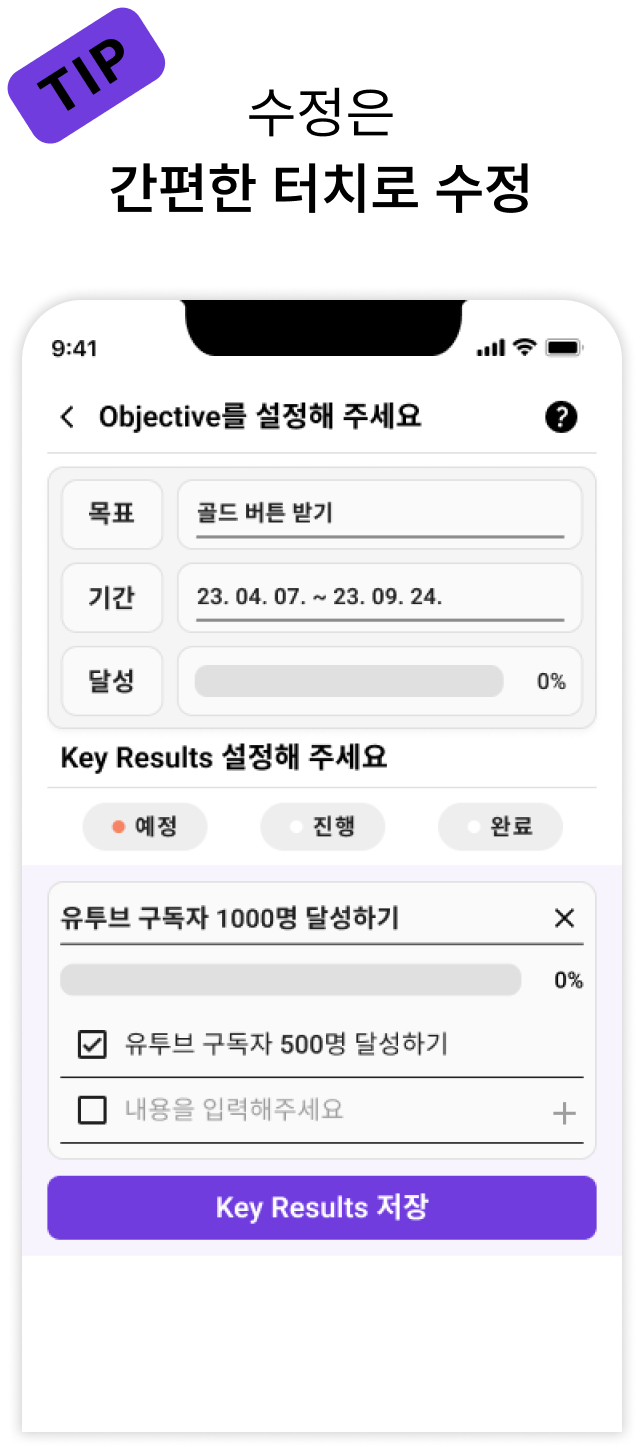 TIP
수정은
간편한 터치로 수정
9:41
Objective를 설정해 주세요 ?
목표 골드 버튼 받기
기간 23. 04. 07. ~ 23. 09. 24.
달성 0%
Key Results 설정해 주세요
예정 진행 완료
유튜브 구독자 1000명 달성하기
0%
유튜브 구독자 500명 달성하기
내용을 입력해주세요
Key Results 저장